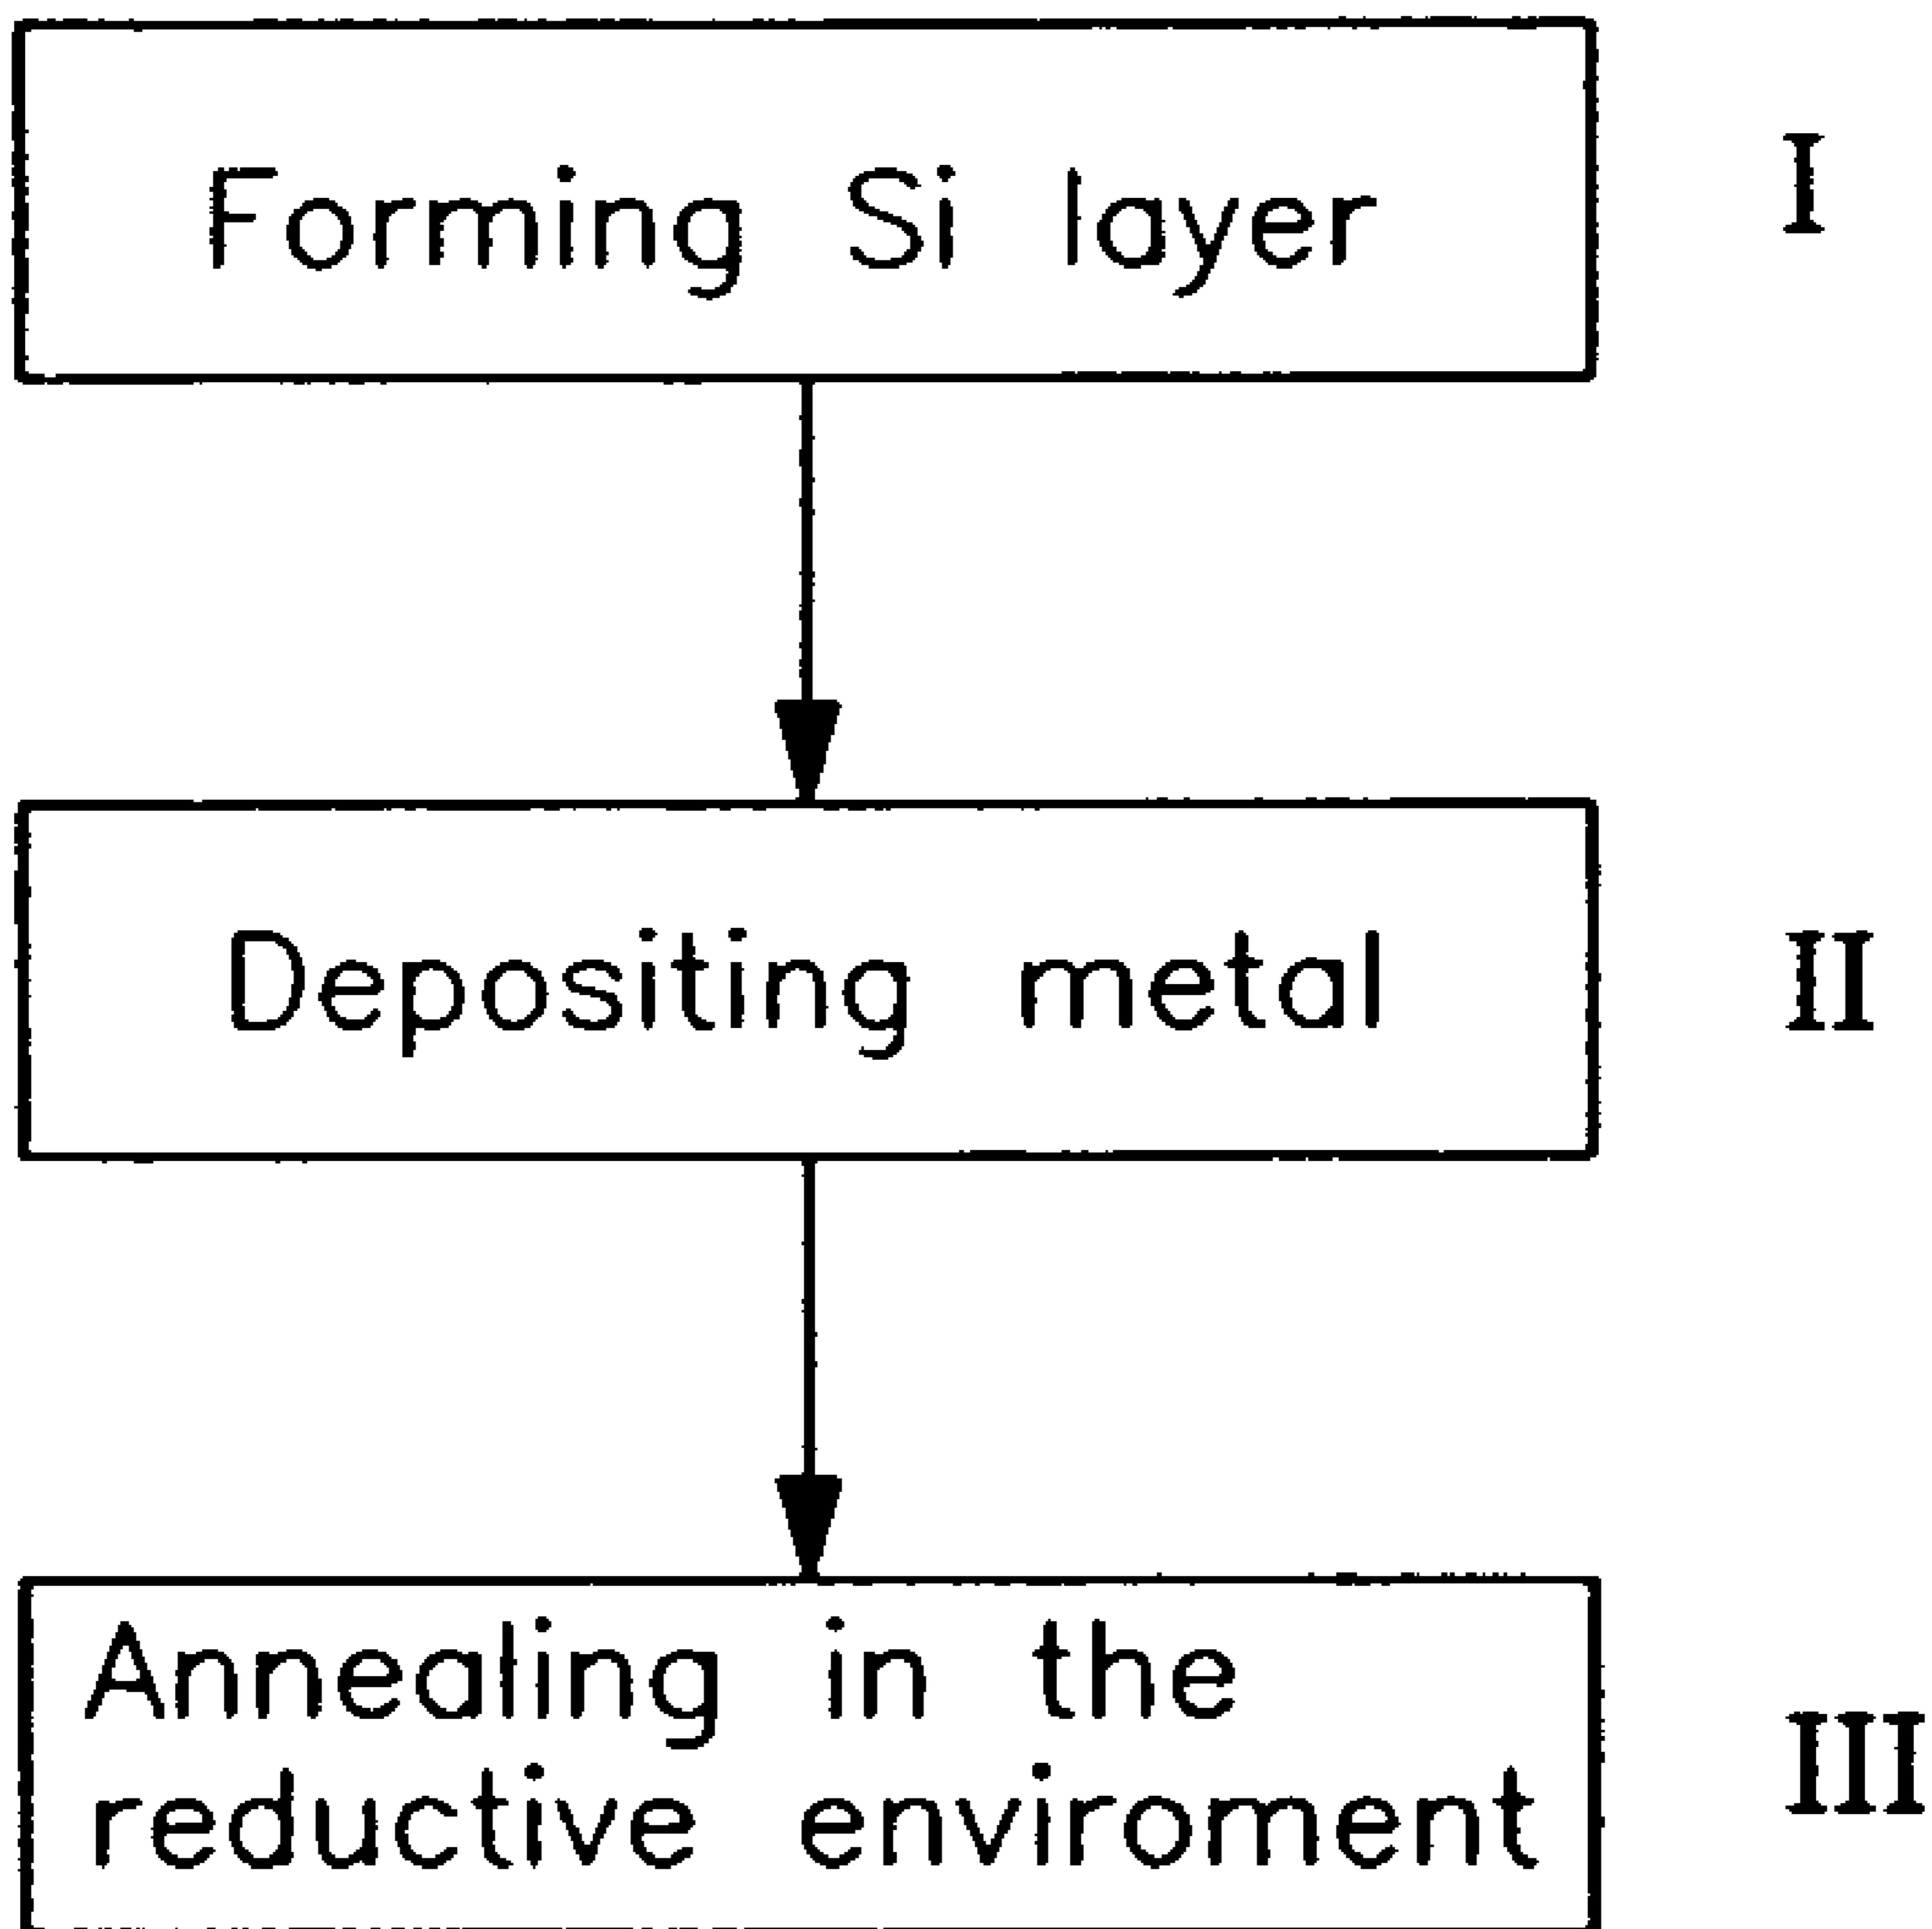 Forming Si layer
I
Depositing metal
II
Annealing in the
reductive enviroment
III